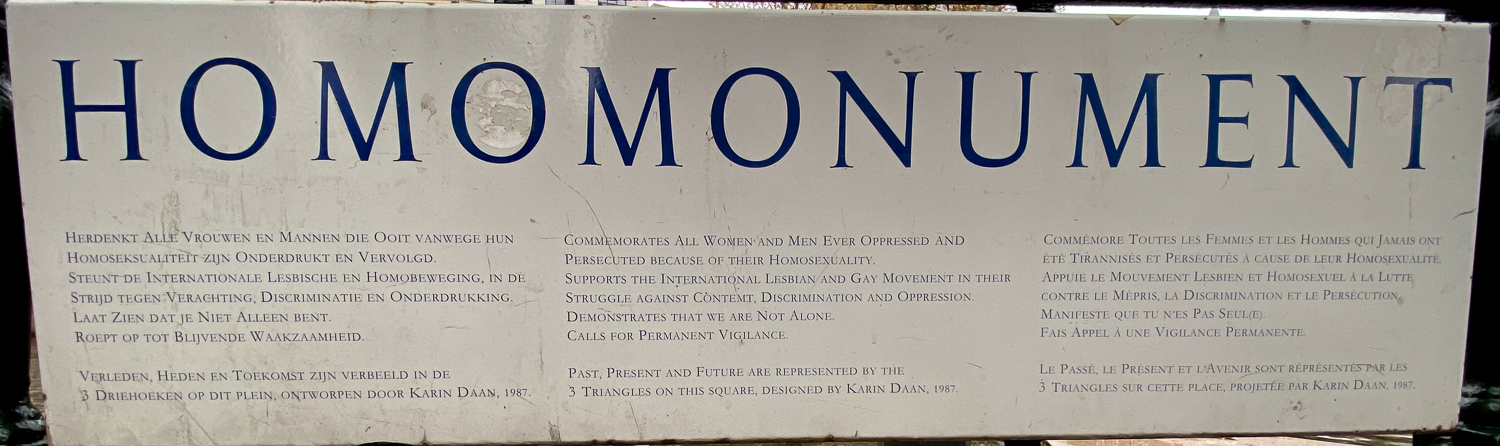 HOMOMONUMENT
Herdenkt Alle Vrouwen en Mannen die Ooit vanwege hun
Homoseksualiteit zijn Onderdrukt en Vervolgd.
Steunt de Internationale Lesbische en Homobeweging, in de
Strijd tegen Verachting, Discriminatie en Onderdrukking.
Laat Zien dat je Niet Alleen bent.
Roept op tot Blijvende Waakzaamheid.
Verleden, Heden en Toekomst zijn verbeeld in de
3 Driehoeken op dit plein, ontworpen door Karin Daan, 1987.
Commemorates All Women and Men Ever Oppressed and
Persecuted because of their Homosexuality.
Supports the International Lesbian and Gay Movement in their
Struggle against Contemt, Discrimination and Oppression.
Demonstrates that we are Not Alone.
Calls for Permanent Vigilance.
Past, Present and Future are represented by the
3 Triangles on this square, designed by Karin Daan, 1987.
Commémore Toutes les Femmes et les Hommes qui Jamais ont
été Tirannisés et Persécutés à cause de leur Homosexualité.
Appuie le Mouvement Lesbien et Homosexuel à la Lutte
contre le Mépris, la Discrimination et le Persécution.
Manifeste que tu n'es Pas Seul(e).
Fais Appel à une Vigilance Permanente.
Le Passé, le Présent et l'Avenir sont réprésentés par les
3 Triangles sur cette place, projetée par Karin Daan, 1987.